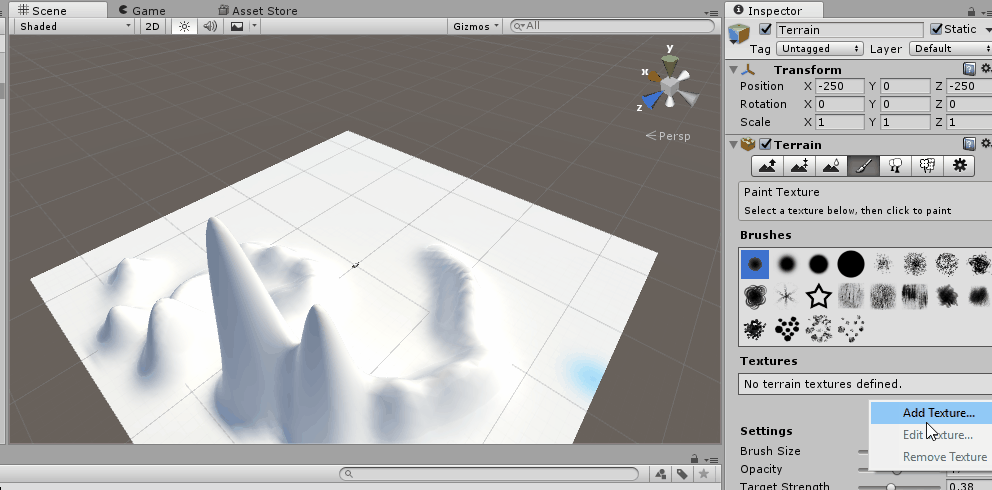 Scene Game Asset Store
Shaded 2D Gizmos All
y
x
z
Persp
Inspector
Terrain Static
Tag Untagged Layer Default
Transform
Position X -250 Y 0 Z -250
Rotation X 0 Y 0 Z 0
Scale X 1 Y 1 Z 1
Terrain
Paint Texture
Select a texture below, then click to paint
Brushes
Textures
No terrain textures defined.
Add Texture...
Settings
Edit Texture...
Brush Size
Remove Texture
Opacity
Target Strength 0.38